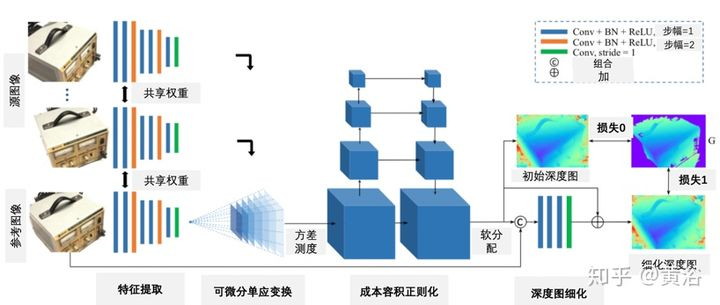 源图像
共享权重
共享权重
参考图像
Conv + BN + ReLU, 步幅=1
Conv + BN + ReLU, 步幅=2
Conv, stride = 1
C 组合
加
损失0
G
初始深度图
损失1
方差
测度
软分
配
C
细化深度图
特征提取
可微分单应变换
成本容积正则化
深度图细化
知乎 @黄浴